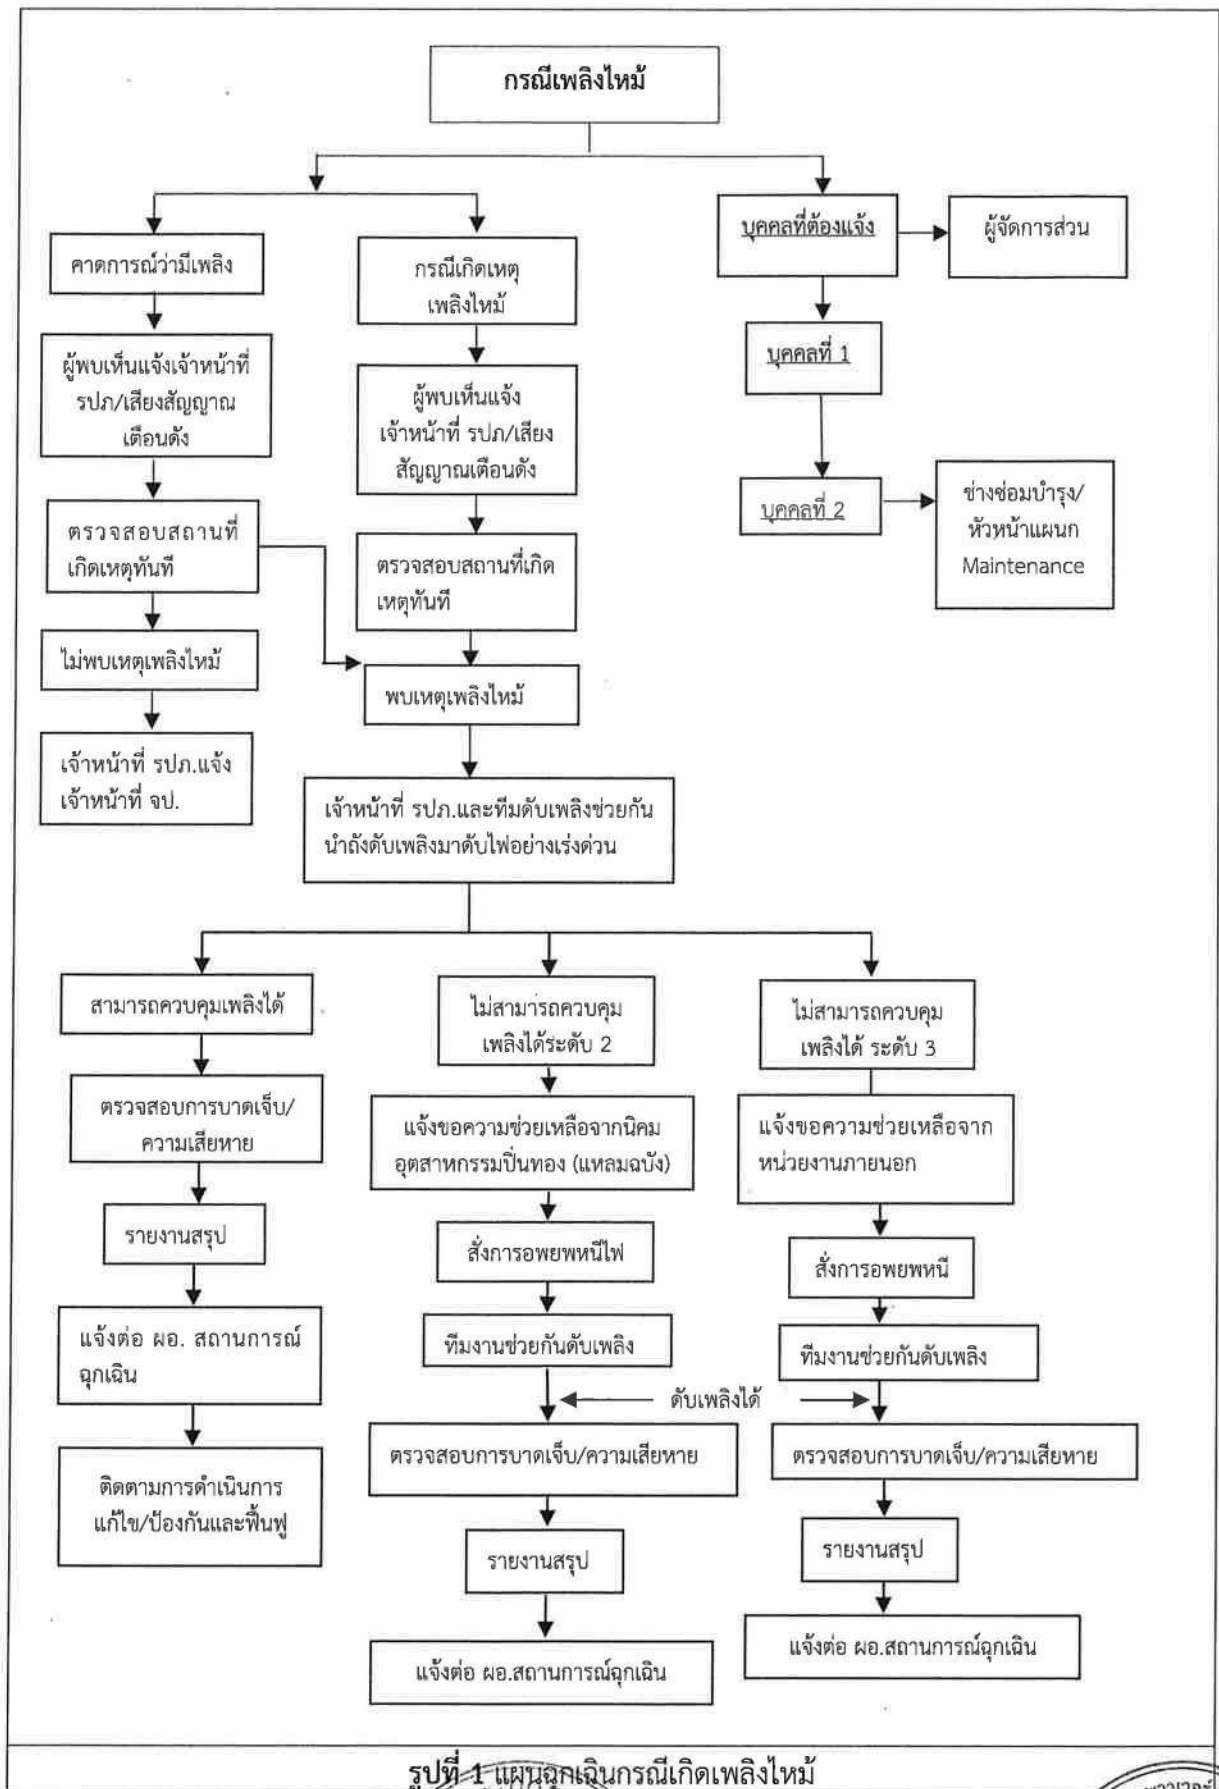 กรณีเพลิงไหม้
บุคคลที่ต้องแจ้ง
ผู้จัดการส่วน
คาดการณ์ว่ามีเพลิง
กรณีเกิดเหตุ
เพลิงไหม้
บุคคลที่ 1
ผู้พบเห็นแจ้งเจ้าหน้าที่
รปภ/เสียงสัญญาณ
เตือนดัง
ผู้พบเห็นแจ้ง
เจ้าหน้าที่ รปภ/เสียง
สัญญาณเตือนดัง
บุคคลที่ 2
ช่างซ่อมบำรุง/
หัวหน้าแผนก
Maintenance
ตรวจสอบสถานที่
เกิดเหตุทันที
ตรวจสอบสถานที่เกิด
เหตุทันที
ไม่พบเหตุเพลิงไหม้
พบเหตุเพลิงไหม้
เจ้าหน้าที่ รปภ.แจ้ง
เจ้าหน้าที่ จป.
เจ้าหน้าที่ รปภ.และทีมดับเพลิงช่วยกัน
นำถังดับเพลิงมาดับไฟอย่างเร่งด่วน
สามารถควบคุมเพลิงได้
ไม่สามารถควบคุม
เพลิงได้ระดับ 2
ไม่สามารถควบคุม
เพลิงได้ ระดับ 3
ตรวจสอบการบาดเจ็บ/
ความเสียหาย
แจ้งขอความช่วยเหลือจากนิคม
อุตสาหกรรมปิ่นทอง (แหลมฉบัง)
แจ้งขอความช่วยเหลือจาก
หน่วยงานภายนอก
รายงานสรุป
สั่งการอพยพหนีไฟ
สั่งการอพยพหนี
แจ้งต่อ ผอ. สถานการณ์
ฉุกเฉิน
ทีมงานช่วยกันดับเพลิง
ทีมงานช่วยกันดับเพลิง
ดับเพลิงได้
ตรวจสอบการบาดเจ็บ/ความเสียหาย
ตรวจสอบการบาดเจ็บ/ความเสียหาย
ติดตามการดำเนินการ
แก้ไข/ป้องกันและฟื้นฟู
รายงานสรุป
รายงานสรุป
แจ้งต่อ ผอ.สถานการณ์ฉุกเฉิน
แจ้งต่อ ผอ.สถานการณ์ฉุกเฉิน
รูปที่ 1 แผนฉุกเฉินกรณีเกิดเพลิงไหม้